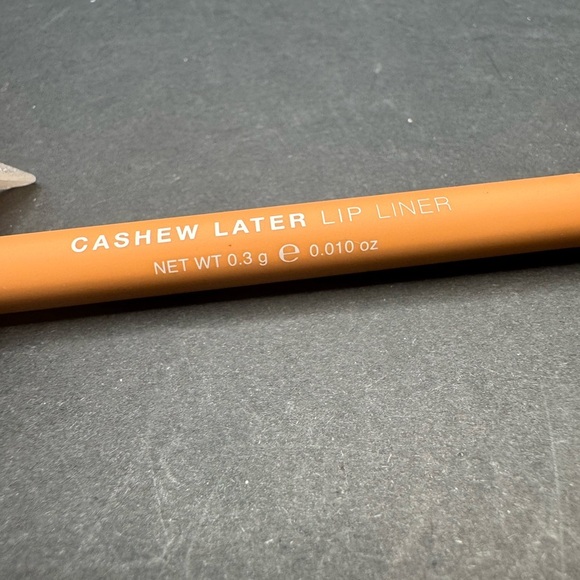 CASHEW LATER LIP LINER
NET WT 0.3 g ℮ 0.010 oz